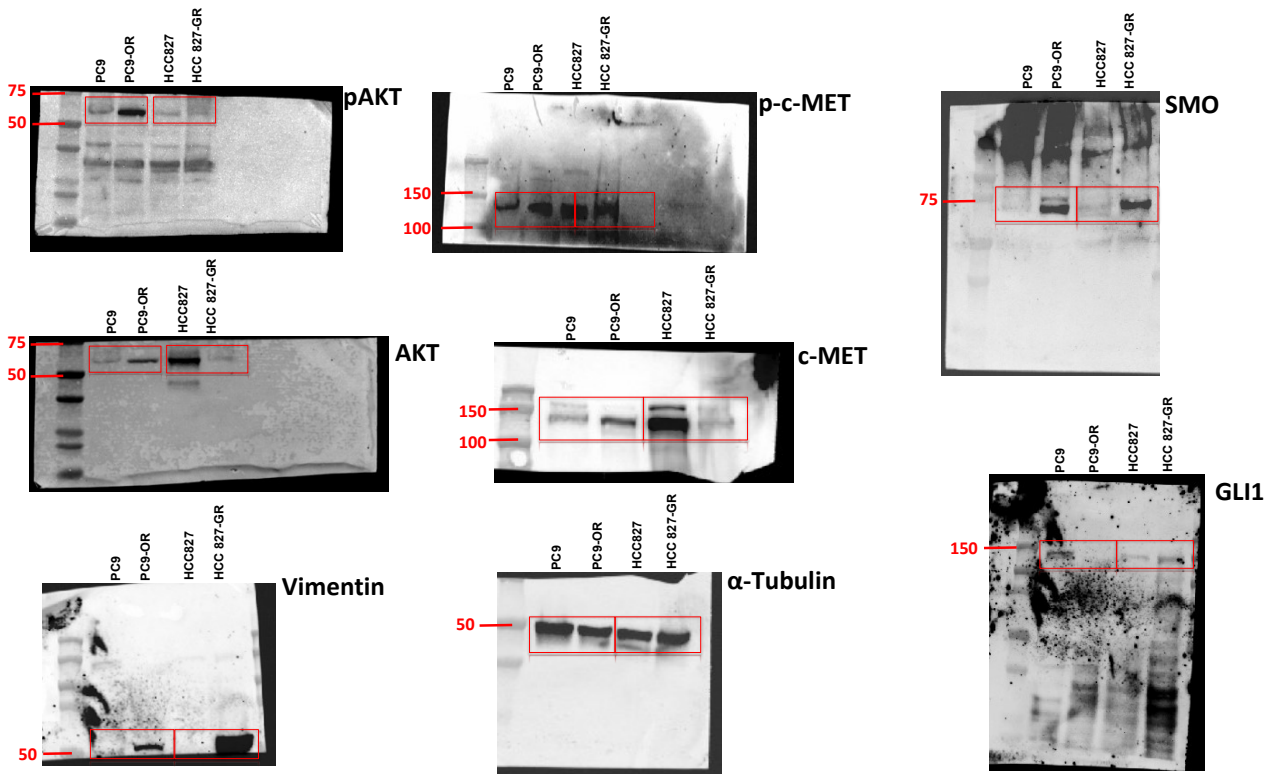 PC9
PC9-OR
HCC827
HCC 827-GR
75
50
pAKT
PC9
PC9-OR
HCC827
HCC 827-GR
150
100
p-c-MET
PC9
PC9-OR
HCC827
HCC 827-GR
75
SMO
PC9
PC9-OR
HCC827
HCC 827-GR
75
50
AKT
PC9
PC9-OR
HCC827
HCC 827-GR
150
100
c-MET
PC9
PC9-OR
HCC827
HCC 827-GR
150
GLI1
PC9
PC9-OR
HCC827
HCC 827-GR
50
Vimentin
PC9
PC9-OR
HCC827
HCC 827-GR
50
α-Tubulin